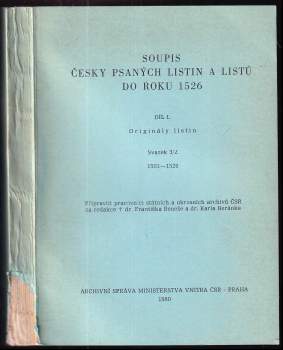 SOUPIS
ČESKY PSANÝCH LISTIN A LISTŮ
DO ROKU 1526
DÍL I.
Originály listin
Svazek 1/2
1501—1526
Připravili pracovníci státních a okresních archivů ČSR
za redakce † dr. Františka Beneše a dr. Karla Beránka
ARCHIVNÍ SPRÁVA MINISTERSTVA VNITRA ČSR - PRAHA
1980